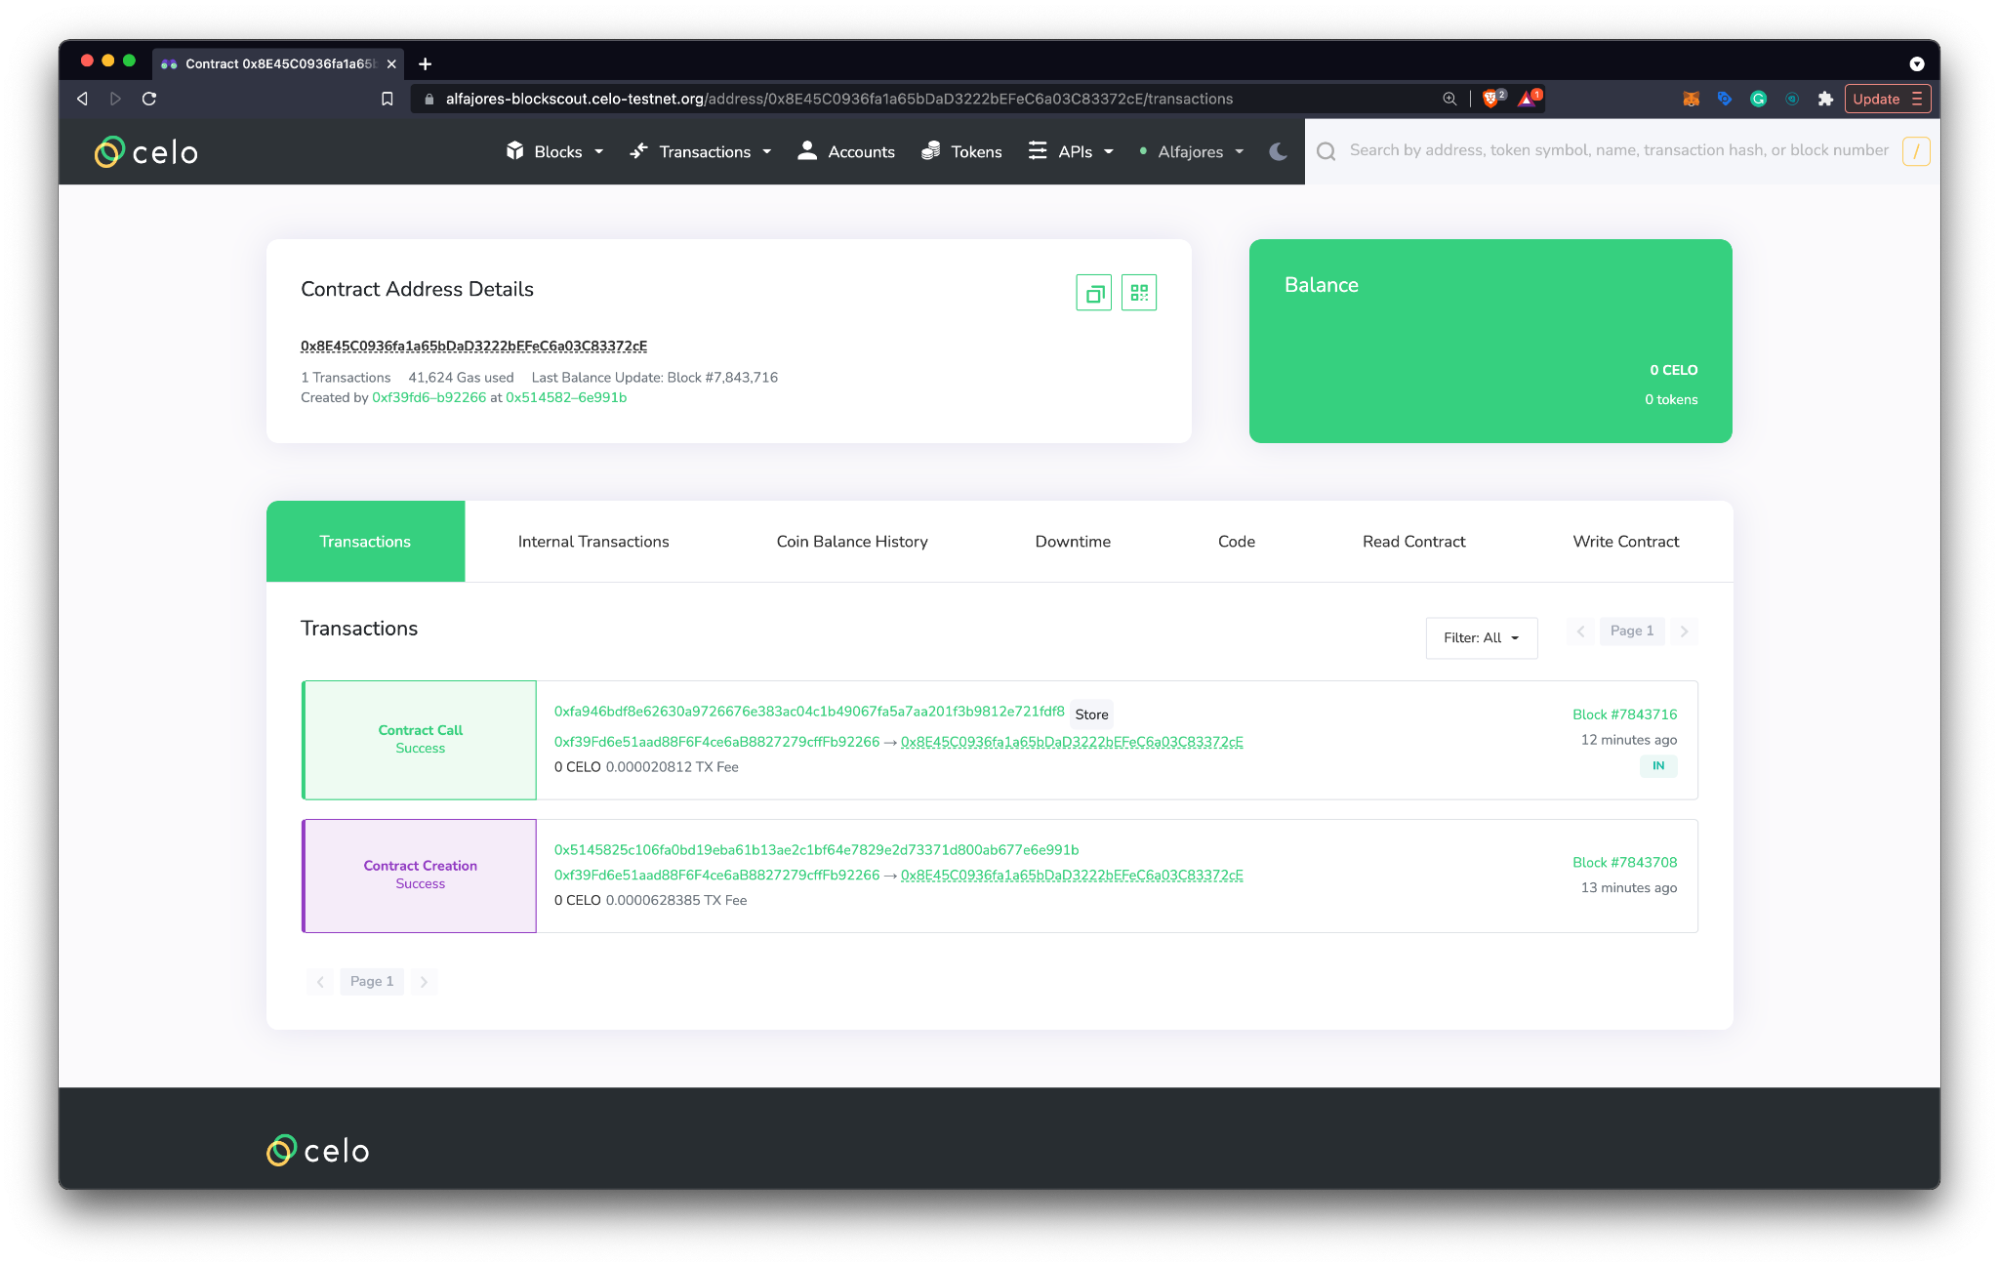 Contract 0x8E45C0936fa1a65b
alfajores-blockscout.celo-testnet.org/address/0x8E45C0936fa1a65bDaD3222bEFeC6a03C83372cE/transactions
2
1
Update
celo
Blocks
Transactions
Accounts
Tokens
APIs
Alfajores
Search by address, token symbol, name, transaction hash, or block number
/
Contract Address Details
0x8E45C0936fa1a65bDaD3222bEFeC6a03C83372cE
1 Transactions 41,624 Gas used Last Balance Update: Block #7,843,716
Created by 0xf39fd6–b92266 at 0x514582–6e991b
Balance
0 CELO
0 tokens
Transactions
Internal Transactions
Coin Balance History
Downtime
Code
Read Contract
Write Contract
Transactions
Filter: All
Page 1
Contract Call
Success
0xfa946bdf8e62630a9726676e383ac04c1b49067fa5a7aa201f3b9812e721fdf8 Store
0xf39Fd6e51aad88F6F4ce6aB8827279cffFb92266 → 0x8E45C0936fa1a65bDaD3222bEFeC6a03C83372cE
0 CELO 0.000020812 TX Fee
Block #7843716
12 minutes ago
IN
Contract Creation
Success
0x5145825c106fa0bd19eba61b13ae2c1bf64e7829e2d73371d800ab677e6e991b
0xf39Fd6e51aad88F6F4ce6aB8827279cffFb92266 → 0x8E45C0936fa1a65bDaD3222bEFeC6a03C83372cE
0 CELO 0.0000628385 TX Fee
Block #7843708
13 minutes ago
Page 1
celo